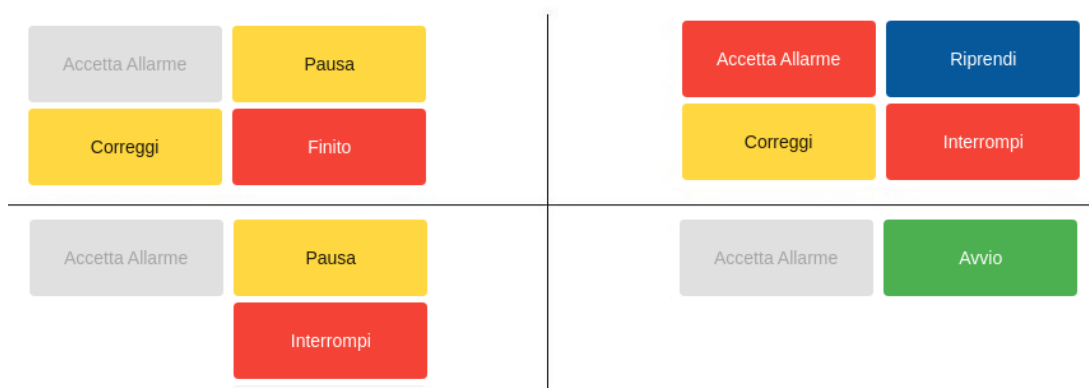 Accetta Allarme Pausa
Correggi Finito
Accetta Allarme Riprendi
Correggi Interrompi
Accetta Allarme Pausa
Interrompi
Accetta Allarme Avvio